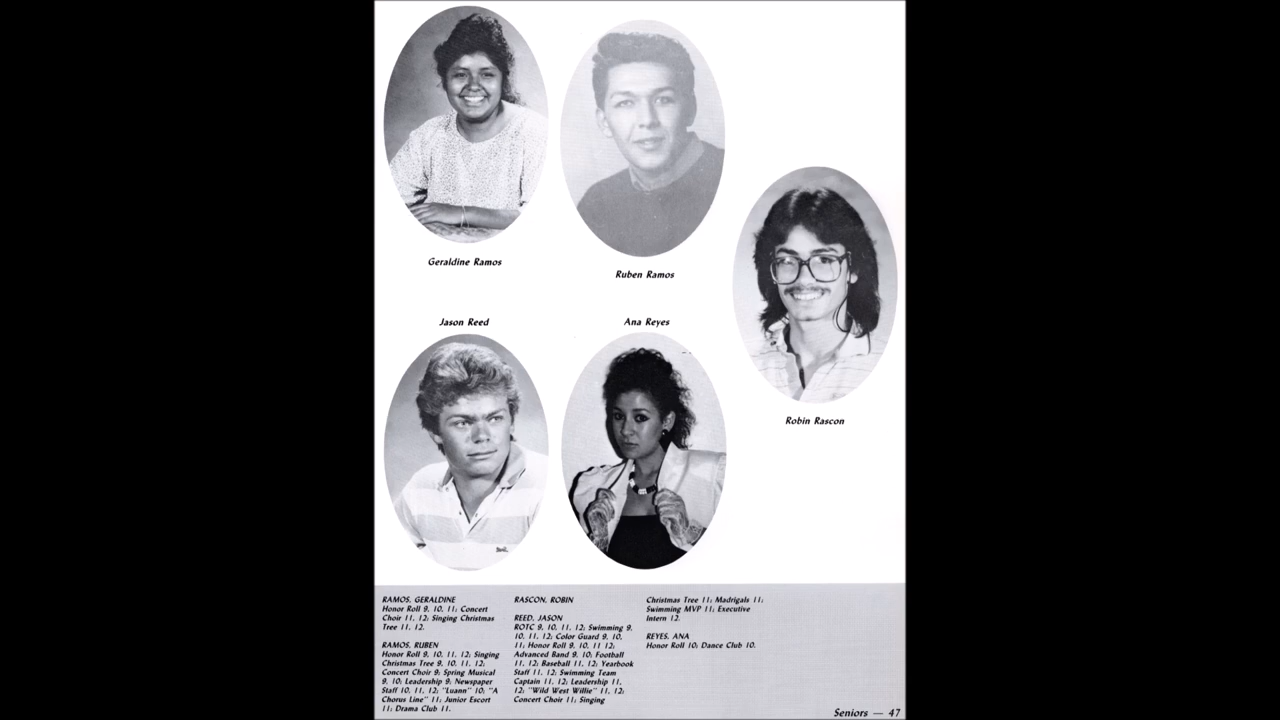 Geraldine Ramos
Ruben Ramos
Jason Reed
Ana Reyes
Robin Rascon
RAMOS, GERALDINE
Honor Roll 9, 10, 11; Concert
Choir 11, 12; Singing Christmas
Tree 11, 12.
RAMOS, RUBEN
Honor Roll 9, 10, 11, 12; Singing
Christmas Tree 9, 10, 11, 12;
Concert Choir 9; Spring Musical
9, 10; Leadership 9; Newspaper
Staff 10, 11, 12; "Luann" 10; "A
Chorus Line" 11; Junior Escort
11; Drama Club 11.
RASCON, ROBIN
REED, JASON
ROTC 9, 10, 11, 12; Swimming 9,
10, 11, 12; Color Guard 9, 10,
11; Honor Roll 9, 10, 11 12;
Advanced Band 9, 10; Football
11, 12; Baseball 11, 12; Yearbook
Staff 11, 12; Swimming Team
Captain 11, 12; Leadership 11,
12; "Wild West Willie" 11, 12;
Concert Choir 11; Singing
Christmas Tree 11; Madrigals 11;
Swimming MVP 11; Executive
Intern 12.
REYES, ANA
Honor Roll 10; Dance Club 10.
Seniors — 47